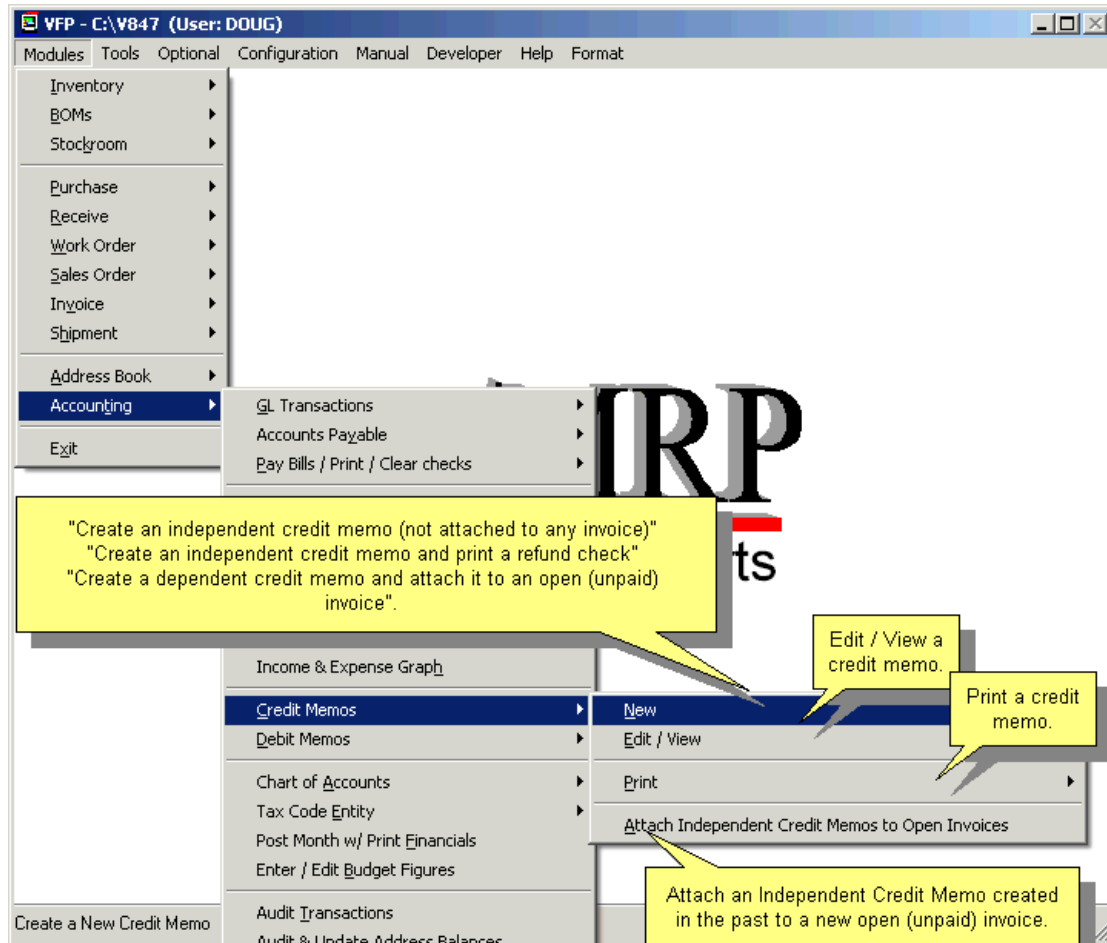 VFP - C:\V847 (User: DOUG)
Modules Tools Optional Configuration Manual Developer Help Format
Inventory
BOMs
Stockroom
Purchase
Receive
Work Order
Sales Order
Invoice
Shipment
Address Book
Accounting
Exit
GL Transactions
Accounts Payable
Pay Bills / Print / Clear checks
MRP
ts
"Create an independent credit memo (not attached to any invoice)"
"Create an independent credit memo and print a refund check"
"Create a dependent credit memo and attach it to an open (unpaid)
invoice".
Income & Expense Graph
Credit Memos
Debit Memos
Chart of Accounts
Tax Code Entity
Post Month w/ Print Financials
Enter / Edit Budget Figures
Audit Transactions
Audit & Update Address Balances
Edit / View a
credit memo.
Print a credit
memo.
New
Edit / View
Print
Attach Independent Credit Memos to Open Invoices
Attach an Independent Credit Memo created
in the past to a new open (unpaid) invoice.
Create a New Credit Memo